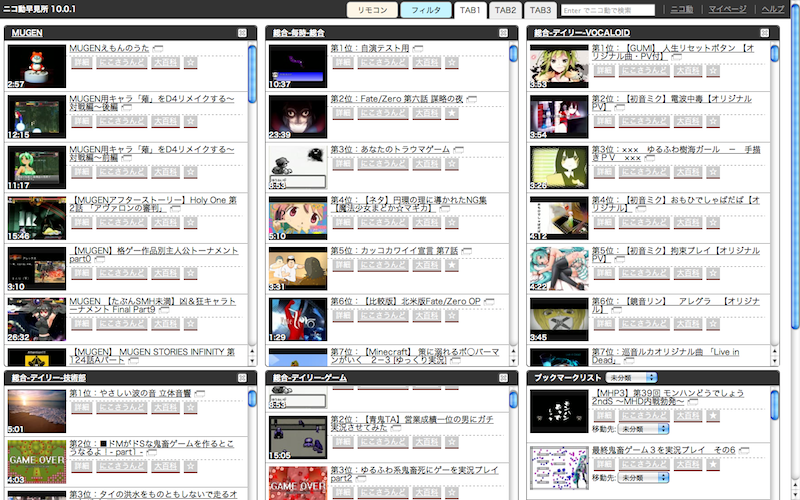 ニコ動早見所 10.0.1
リモコン
フィルタ
TAB1
TAB2
TAB3
Enter でニコ動で検索
ニコ動
マイページ
ヘルプ
MUGEN
MUGENえもんのうた
詳細 にこさうんど 大百科 ☆
2:57
MUGEN用キャラ「薙」をD4リメイクする～
対戦編～後編
詳細 にこさうんど 大百科 ☆
12:15
MUGEN用キャラ「薙」をD4リメイクする～
対戦編～前編
詳細 にこさうんど 大百科 ☆
11:17
【MUGENアフターストーリー】Holy One 第
2話 「アヴァロンの審判」
詳細 にこさうんど 大百科 ☆
15:46
【MUGEN】格ゲー作品別主人公トーナメント
part0
詳細 にこさうんど 大百科 ☆
3:10
MUGEN 【たぶんSMH未満】凶＆狂キャラト
ーナメント Final Part9
詳細 にこさうんど 大百科 ☆
26:32
【MUGEN】 MUGEN STORIES INFINITY 第
124話Aパート
総合-毎時-総合
第1位：自演テスト用
詳細 にこさうんど 大百科 ☆
10:37
第2位：Fate/Zero 第六話 謀略の夜
詳細 にこさうんど 大百科 ★
23:39
第3位：あなたのトラウマゲーム
詳細 にこさうんど 大百科 ☆
8:53
第4位：【ネタ】円環の理に導かれたNG集
【魔法少女まどか☆マギカ】
詳細 にこさうんど 大百科 ☆
5:10
第5位：カッコカワイイ宣言 第7話
詳細 にこさうんど 大百科 ★
3:31
第6位：【比較版】北米版Fate/Zero OP
詳細 にこさうんど 大百科 ☆
1:29
第7位：【Minecraft】 策に溺れるボ○バーマ
ンがいく 2－3 [ゆっくり実況]
総合-デイリー-VOCALOID
第1位：【GUMI】 人生リセットボタン 【オ
リジナル曲・PV付】
詳細 にこさうんど 大百科 ☆
3:53
第2位：【初音ミク】電波中毒【オリジナル
PV】
詳細 にこさうんど 大百科 ☆
3:54
第3位：××× ゆるふわ樹海ガール － 手描
きＰＶ ×××
詳細 にこさうんど 大百科 ☆
3:26
第4位：【初音ミク】おもひでしゃばだば【オ
リジナル】
詳細 にこさうんど 大百科 ☆
4:12
第5位：【初音ミク】拘束プレイ【オリジナル
PV】
詳細 にこさうんど 大百科 ☆
4:22
第6位：【鏡音リン】 アレグラ 【オリジナ
ル】
詳細 にこさうんど 大百科 ☆
3:45
第7位：巡音ルカオリジナル曲 「Live in
Dead」
総合-デイリー-技術部
第1位：やさしい波の音 立体音響
詳細 にこさうんど 大百科 ☆
5:01
第2位：■ドMがドSな鬼畜ゲームを作るとこ
うなるよ！- part1 -
詳細 にこさうんど 大百科 ☆
GAME OVER
4:03
第3位：タイの洪水をものともしないで走るオ
総合-デイリー-ゲーム
詳細 にこさうんど 大百科 ☆
8:53
第2位：【青鬼TA】営業成績一位の男にガチ
実況させてみた
詳細 にこさうんど 大百科 ☆
15:05
第3位：ゆるふわ系鬼畜死にゲーを実況プレイ
part2
詳細 にこさうんど 大百科 ☆
GAME OVER
ブックマークリスト
未分類
【MHP3】第39回 モンハンどうでしょう
2ndS ～MHD内戦勃発～
詳細 にこさうんど 大百科 ★
移動先: 未分類
最終鬼畜ゲーム３を実況プレイ その6
詳細 にこさうんど 大百科 ★
移動先: 未分類